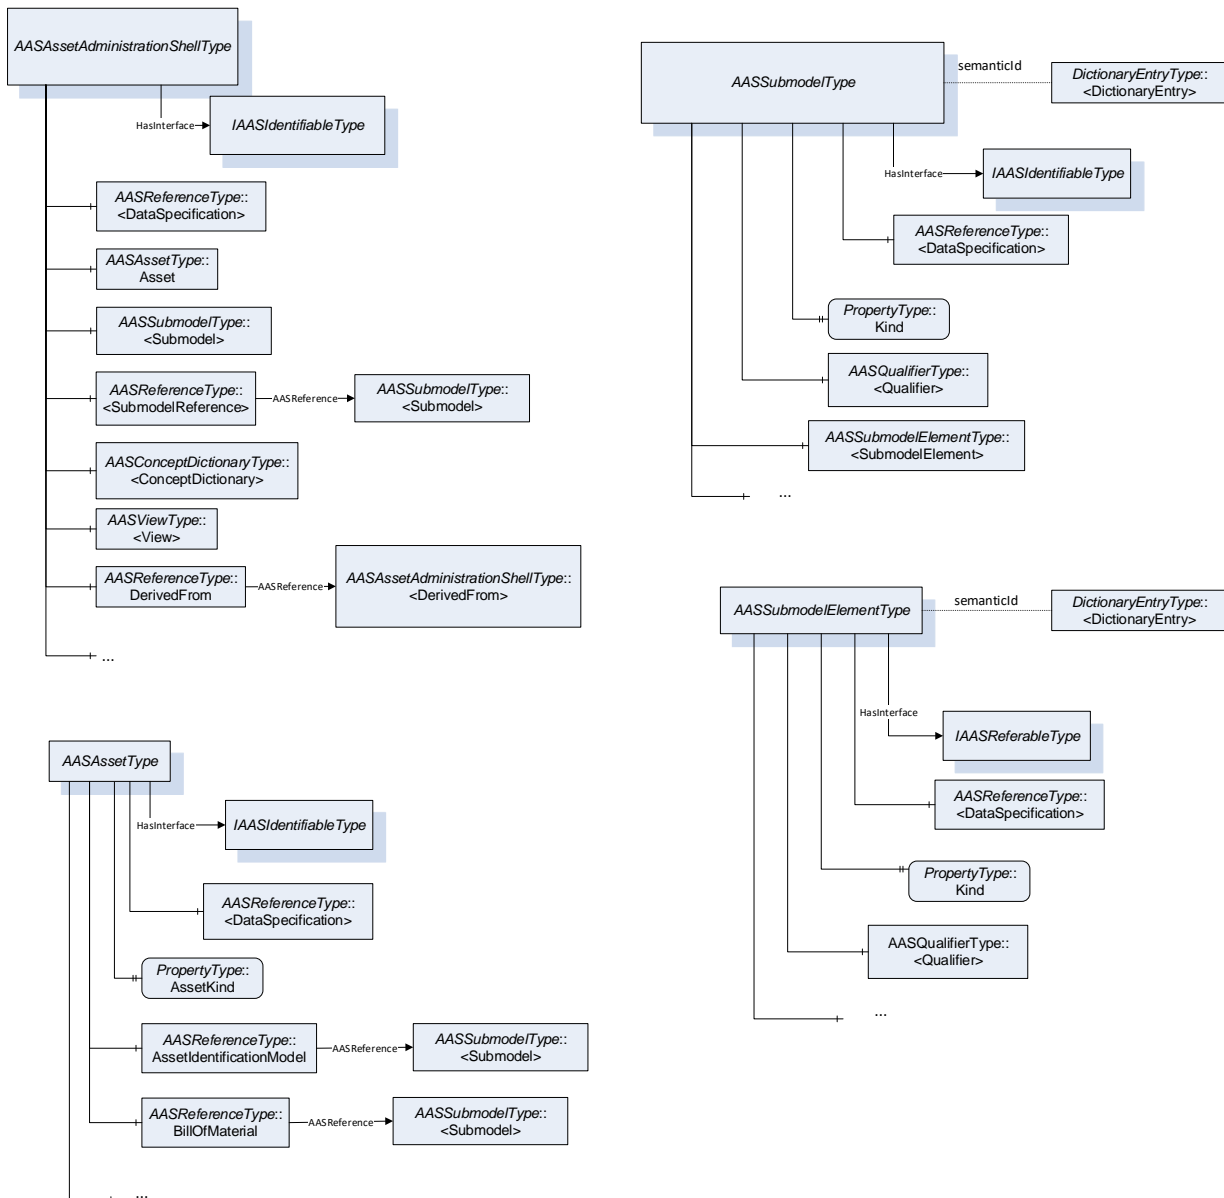 AASAssetAdministrationShellType
HasInterface
IAASIdentifiableType
AASReferenceType::
<DataSpecification>
AASAssetType::
Asset
AASSubmodelType::
<Submodel>
AASReferenceType::
<SubmodelReference>
AASReference
AASSubmodelType::
<Submodel>
AASConceptDictionaryType::
<ConceptDictionary>
AASViewType::
<View>
AASReferenceType::
DerivedFrom
AASReference
AASAssetAdministrationShellType::
<DerivedFrom>
...
AASSubmodelType
semanticId
DictionaryEntryType::
<DictionaryEntry>
HasInterface
IAASIdentifiableType
AASReferenceType::
<DataSpecification>
PropertyType::
Kind
AASQualifierType::
<Qualifier>
AASSubmodelElementType::
<SubmodelElement>
...
AASAssetType
HasInterface
IAASIdentifiableType
AASReferenceType::
<DataSpecification>
PropertyType::
AssetKind
AASReferenceType::
AssetIdentificationModel
AASReference
AASSubmodelType::
<Submodel>
AASReferenceType::
BillOfMaterial
AASReference
AASSubmodelType::
<Submodel>
...
AASSubmodelElementType
semanticId
DictionaryEntryType::
<DictionaryEntry>
HasInterface
IAASReferableType
AASReferenceType::
<DataSpecification>
PropertyType::
Kind
AASQualifierType::
<Qualifier>
...